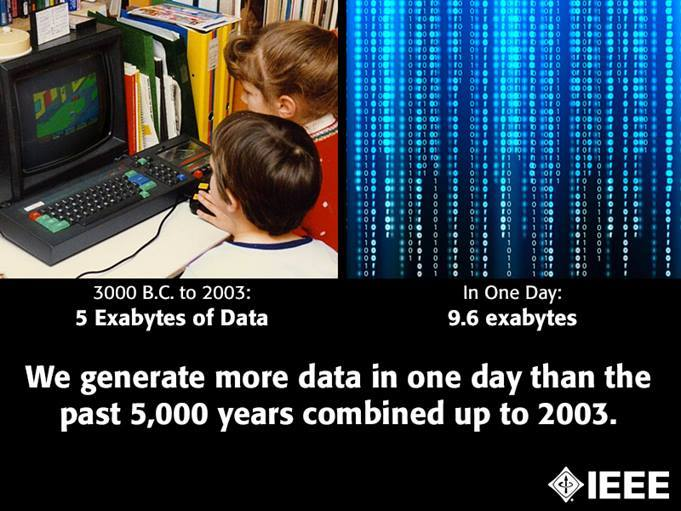 3000 B.C. to 2003:
5 Exabytes of Data
In One Day:
9.6 exabytes
We generate more data in one day than the
past 5,000 years combined up to 2003.
IEEE